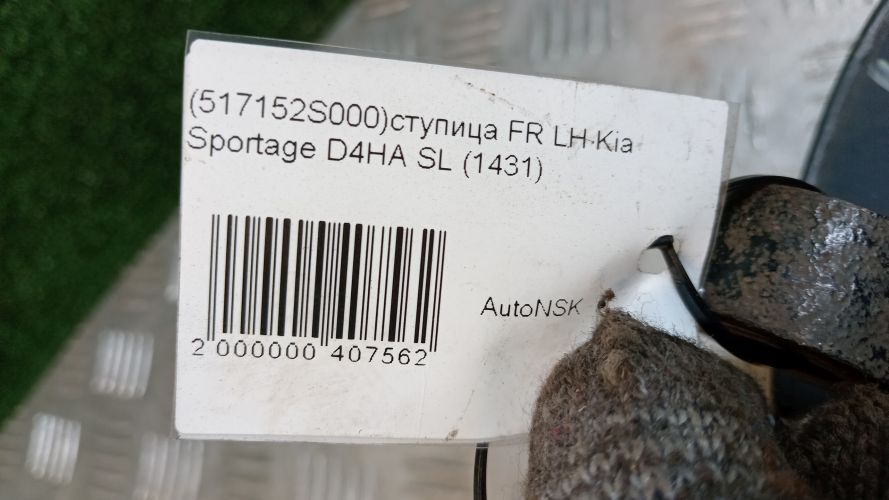 (517152S000)ступица FR LH Kia
Sportage D4HA SL (1431)
AutoNSK
2 000000 407562